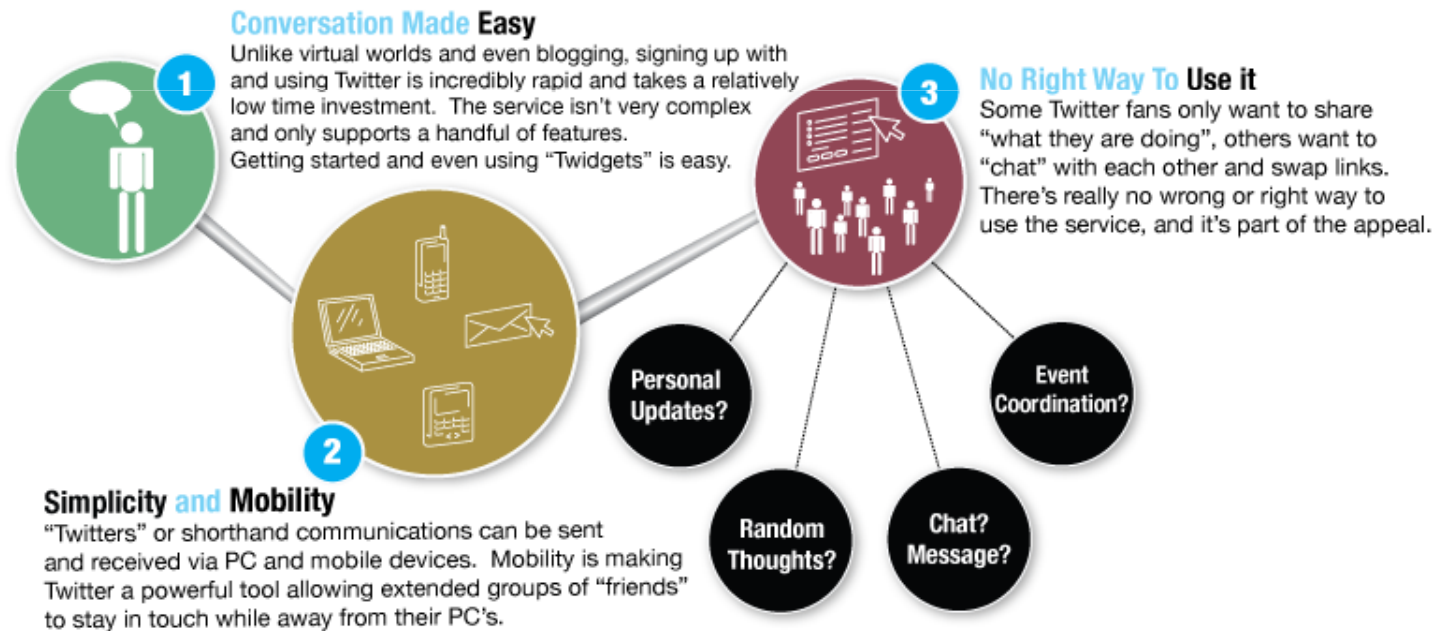 1
Conversation Made Easy
Unlike virtual worlds and even blogging, signing up with
and using Twitter is incredibly rapid and takes a relatively
low time investment.  The service isn’t very complex
and only supports a handful of features.
Getting started and even using “Twidgets” is easy.
2
Simplicity and Mobility
“Twitters” or shorthand communications can be sent
and received via PC and mobile devices.  Mobility is making
Twitter a powerful tool allowing extended groups of “friends”
to stay in touch while away from their PC’s.
3
No Right Way To Use it
Some Twitter fans only want to share
“what they are doing”, others want to
“chat” with each other and swap links.
There’s really no wrong or right way to
use the service, and it’s part of the appeal.
Personal
Updates?
Random
Thoughts?
Chat?
Message?
Event
Coordination?